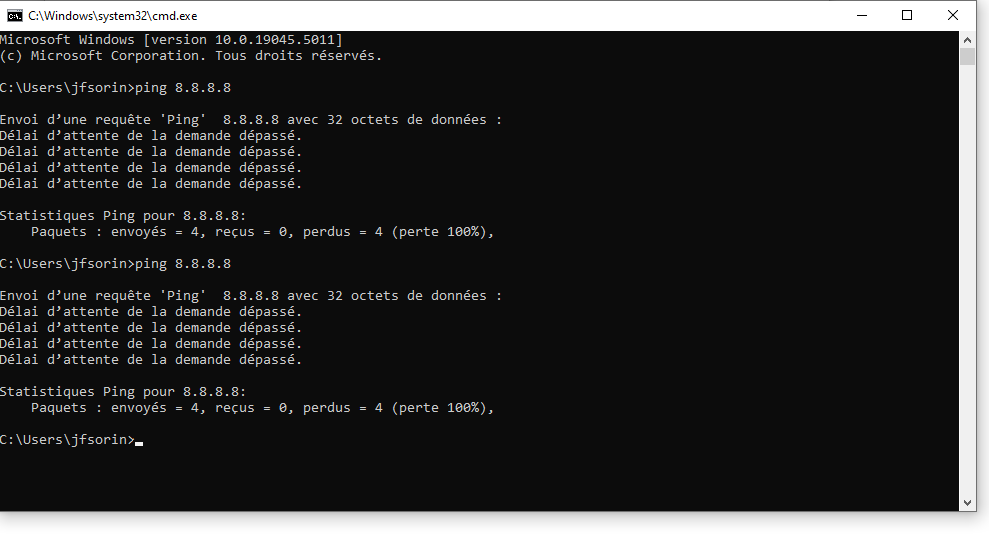 C:\Windows\system32\cmd.exe
Microsoft Windows [version 10.0.19045.5011]
(c) Microsoft Corporation. Tous droits réservés.
C:\Users\jfsorin>ping 8.8.8.8
Envoi d’une requête 'Ping'  8.8.8.8 avec 32 octets de données :
Délai d’attente de la demande dépassé.
Délai d’attente de la demande dépassé.
Délai d’attente de la demande dépassé.
Délai d’attente de la demande dépassé.
Statistiques Ping pour 8.8.8.8:
    Paquets : envoyés = 4, reçus = 0, perdus = 4 (perte 100%),
C:\Users\jfsorin>ping 8.8.8.8
Envoi d’une requête 'Ping'  8.8.8.8 avec 32 octets de données :
Délai d’attente de la demande dépassé.
Délai d’attente de la demande dépassé.
Délai d’attente de la demande dépassé.
Délai d’attente de la demande dépassé.
Statistiques Ping pour 8.8.8.8:
    Paquets : envoyés = 4, reçus = 0, perdus = 4 (perte 100%),
C:\Users\jfsorin>